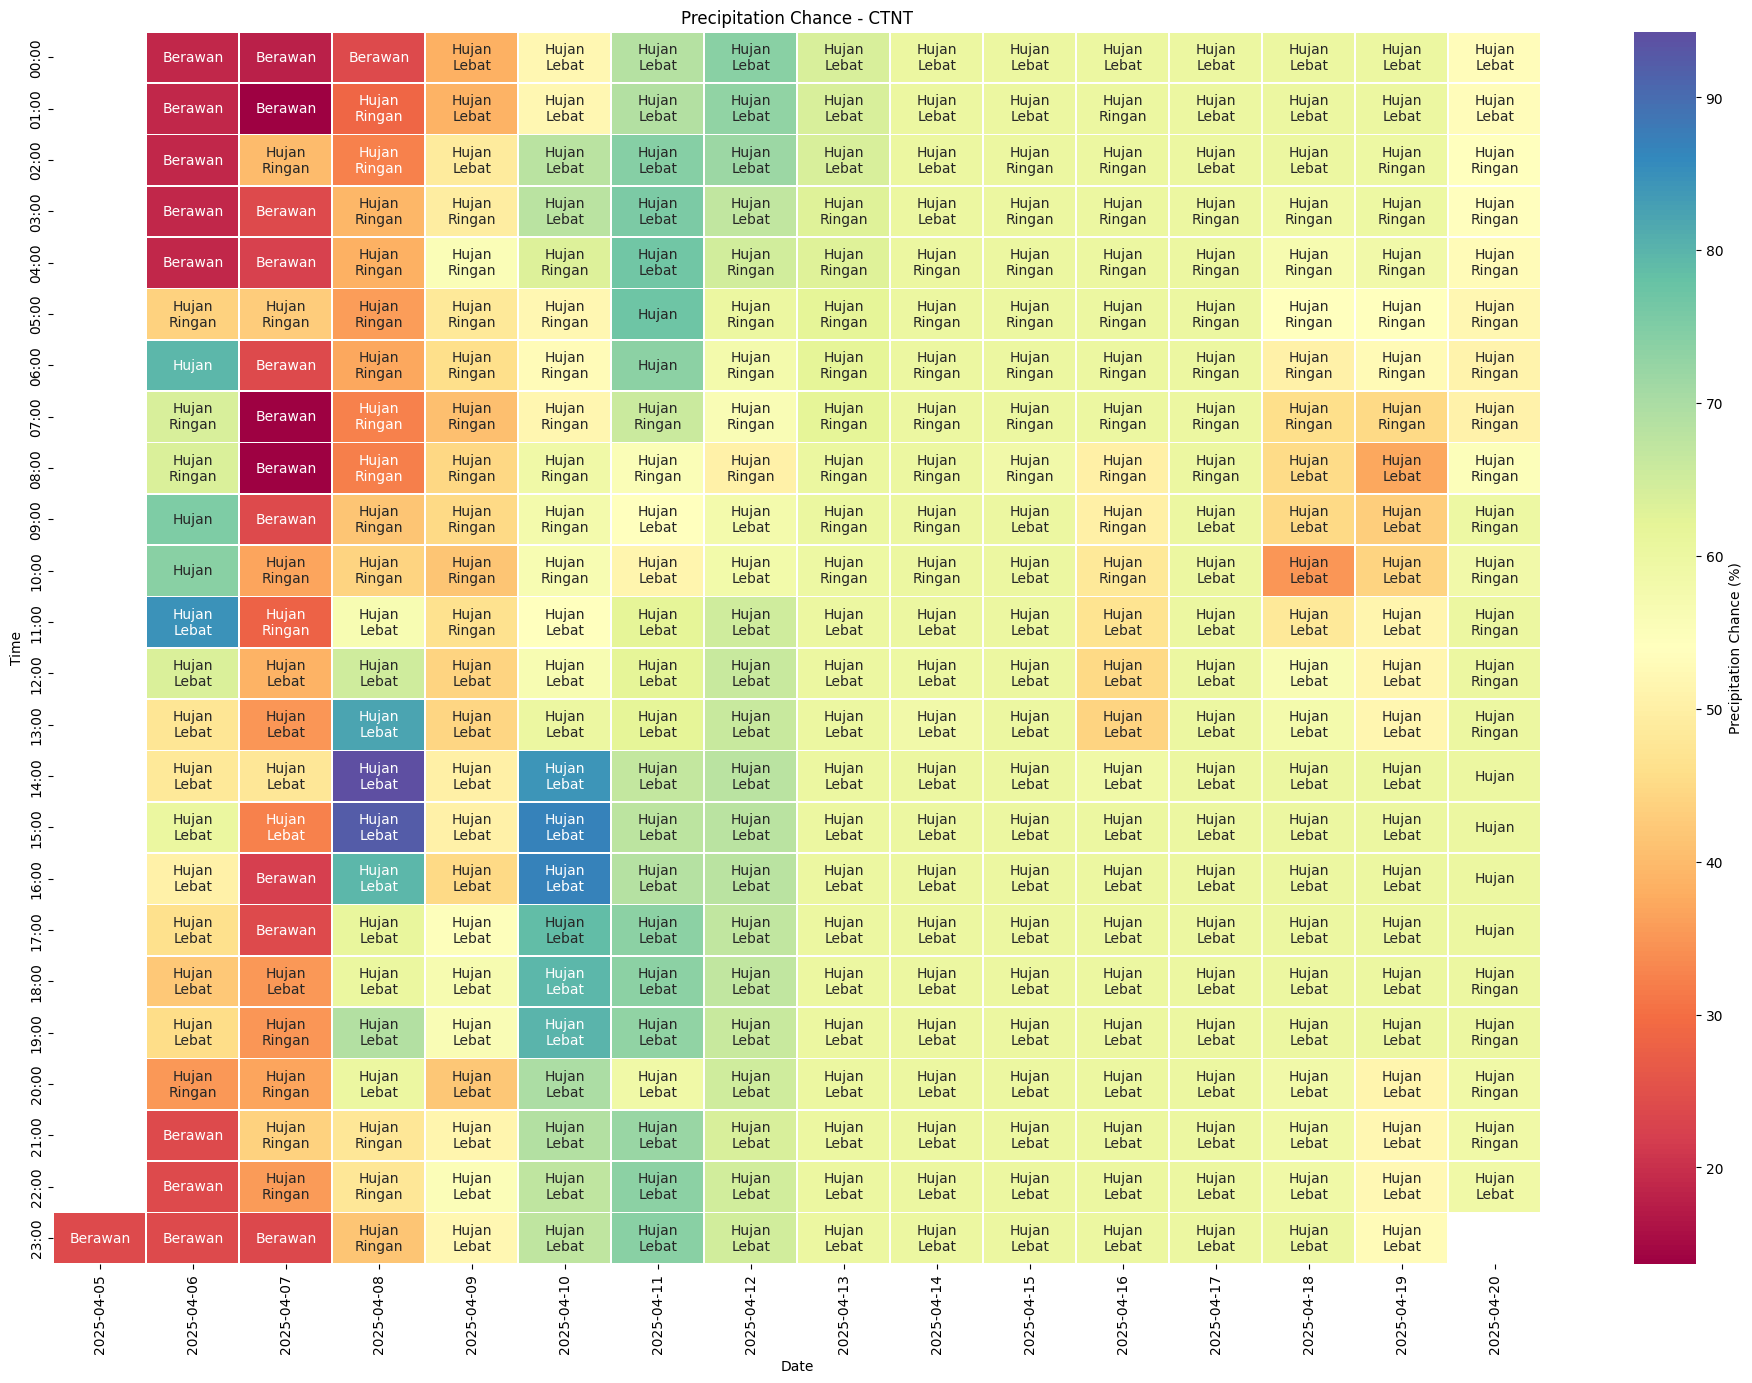 Precipitation Chance - CTNT
00:00 Berawan Berawan Berawan Hujan Lebat Hujan Lebat Hujan Lebat Hujan Lebat Hujan Lebat Hujan Lebat Hujan Lebat Hujan Lebat Hujan Lebat Hujan Lebat Hujan Lebat Hujan Lebat
01:00 Berawan Berawan Hujan Ringan Hujan Lebat Hujan Lebat Hujan Lebat Hujan Lebat Hujan Lebat Hujan Lebat Hujan Lebat Hujan Ringan Hujan Lebat Hujan Lebat Hujan Lebat Hujan Lebat
02:00 Berawan Hujan Ringan Hujan Ringan Hujan Lebat Hujan Lebat Hujan Lebat Hujan Lebat Hujan Lebat Hujan Lebat Hujan Ringan Hujan Ringan Hujan Lebat Hujan Lebat Hujan Ringan Hujan Ringan
03:00 Berawan Berawan Hujan Ringan Hujan Ringan Hujan Lebat Hujan Lebat Hujan Lebat Hujan Ringan Hujan Lebat Hujan Ringan Hujan Ringan Hujan Ringan Hujan Ringan Hujan Ringan Hujan Ringan
04:00 Berawan Berawan Hujan Ringan Hujan Ringan Hujan Ringan Hujan Lebat Hujan Ringan Hujan Ringan Hujan Ringan Hujan Ringan Hujan Ringan Hujan Ringan Hujan Ringan Hujan Ringan Hujan Ringan
05:00 Hujan Ringan Hujan Ringan Hujan Ringan Hujan Ringan Hujan Ringan Hujan Hujan Ringan Hujan Ringan Hujan Ringan Hujan Ringan Hujan Ringan Hujan Ringan Hujan Ringan Hujan Ringan Hujan Ringan
06:00 Hujan Berawan Hujan Ringan Hujan Ringan Hujan Ringan Hujan Hujan Ringan Hujan Ringan Hujan Ringan Hujan Ringan Hujan Ringan Hujan Ringan Hujan Ringan Hujan Ringan Hujan Ringan
07:00 Hujan Ringan Berawan Hujan Ringan Hujan Ringan Hujan Ringan Hujan Ringan Hujan Ringan Hujan Ringan Hujan Ringan Hujan Ringan Hujan Ringan Hujan Ringan Hujan Ringan Hujan Ringan Hujan Ringan
08:00 Hujan Ringan Berawan Hujan Ringan Hujan Ringan Hujan Ringan Hujan Ringan Hujan Ringan Hujan Ringan Hujan Ringan Hujan Ringan Hujan Ringan Hujan Ringan Hujan Lebat Hujan Lebat Hujan Ringan
09:00 Hujan Berawan Hujan Ringan Hujan Ringan Hujan Ringan Hujan Lebat Hujan Lebat Hujan Ringan Hujan Ringan Hujan Lebat Hujan Ringan Hujan Lebat Hujan Lebat Hujan Lebat Hujan Ringan
10:00 Hujan Hujan Ringan Hujan Ringan Hujan Ringan Hujan Ringan Hujan Lebat Hujan Lebat Hujan Ringan Hujan Ringan Hujan Lebat Hujan Ringan Hujan Lebat Hujan Lebat Hujan Lebat Hujan Ringan
11:00 Hujan Lebat Hujan Ringan Hujan Lebat Hujan Ringan Hujan Lebat Hujan Lebat Hujan Lebat Hujan Lebat Hujan Lebat Hujan Lebat Hujan Lebat Hujan Lebat Hujan Lebat Hujan Lebat Hujan Ringan
12:00 Hujan Lebat Hujan Lebat Hujan Lebat Hujan Lebat Hujan Lebat Hujan Lebat Hujan Lebat Hujan Lebat Hujan Lebat Hujan Lebat Hujan Lebat Hujan Lebat Hujan Lebat Hujan Lebat Hujan Ringan
13:00 Hujan Lebat Hujan Lebat Hujan Lebat Hujan Lebat Hujan Lebat Hujan Lebat Hujan Lebat Hujan Lebat Hujan Lebat Hujan Lebat Hujan Lebat Hujan Lebat Hujan Lebat Hujan Lebat Hujan Ringan
14:00 Hujan Lebat Hujan Lebat Hujan Lebat Hujan Lebat Hujan Lebat Hujan Lebat Hujan Lebat Hujan Lebat Hujan Lebat Hujan Lebat Hujan Lebat Hujan Lebat Hujan Lebat Hujan Lebat Hujan
15:00 Hujan Lebat Hujan Lebat Hujan Lebat Hujan Lebat Hujan Lebat Hujan Lebat Hujan Lebat Hujan Lebat Hujan Lebat Hujan Lebat Hujan Lebat Hujan Lebat Hujan Lebat Hujan Lebat Hujan
16:00 Hujan Lebat Berawan Hujan Lebat Hujan Lebat Hujan Lebat Hujan Lebat Hujan Lebat Hujan Lebat Hujan Lebat Hujan Lebat Hujan Lebat Hujan Lebat Hujan Lebat Hujan Lebat Hujan
17:00 Hujan Lebat Berawan Hujan Lebat Hujan Lebat Hujan Lebat Hujan Lebat Hujan Lebat Hujan Lebat Hujan Lebat Hujan Lebat Hujan Lebat Hujan Lebat Hujan Lebat Hujan Lebat Hujan
18:00 Hujan Lebat Hujan Lebat Hujan Lebat Hujan Lebat Hujan Lebat Hujan Lebat Hujan Lebat Hujan Lebat Hujan Lebat Hujan Lebat Hujan Lebat Hujan Lebat Hujan Lebat Hujan Lebat Hujan Ringan
19:00 Hujan Lebat Hujan Ringan Hujan Lebat Hujan Lebat Hujan Lebat Hujan Lebat Hujan Lebat Hujan Lebat Hujan Lebat Hujan Lebat Hujan Lebat Hujan Lebat Hujan Lebat Hujan Lebat Hujan Ringan
20:00 Hujan Ringan Hujan Ringan Hujan Lebat Hujan Lebat Hujan Lebat Hujan Lebat Hujan Lebat Hujan Lebat Hujan Lebat Hujan Lebat Hujan Lebat Hujan Lebat Hujan Lebat Hujan Lebat Hujan Ringan
21:00 Berawan Hujan Ringan Hujan Ringan Hujan Lebat Hujan Lebat Hujan Lebat Hujan Lebat Hujan Lebat Hujan Lebat Hujan Lebat Hujan Lebat Hujan Lebat Hujan Lebat Hujan Lebat Hujan Ringan
22:00 Berawan Hujan Ringan Hujan Ringan Hujan Lebat Hujan Lebat Hujan Lebat Hujan Lebat Hujan Lebat Hujan Lebat Hujan Lebat Hujan Lebat Hujan Lebat Hujan Lebat Hujan Lebat Hujan Lebat
23:00 Berawan Berawan Berawan Hujan Ringan Hujan Lebat Hujan Lebat Hujan Lebat Hujan Lebat Hujan Lebat Hujan Lebat Hujan Lebat Hujan Lebat Hujan Lebat Hujan Lebat Hujan Lebat
Time
2025-04-05
2025-04-06
2025-04-07
2025-04-08
2025-04-09
2025-04-10
2025-04-11
2025-04-12
2025-04-13
2025-04-14
2025-04-15
2025-04-16
2025-04-17
2025-04-18
2025-04-19
2025-04-20
Date
90
80
70
60
50
40
30
20
Precipitation Chance (%)